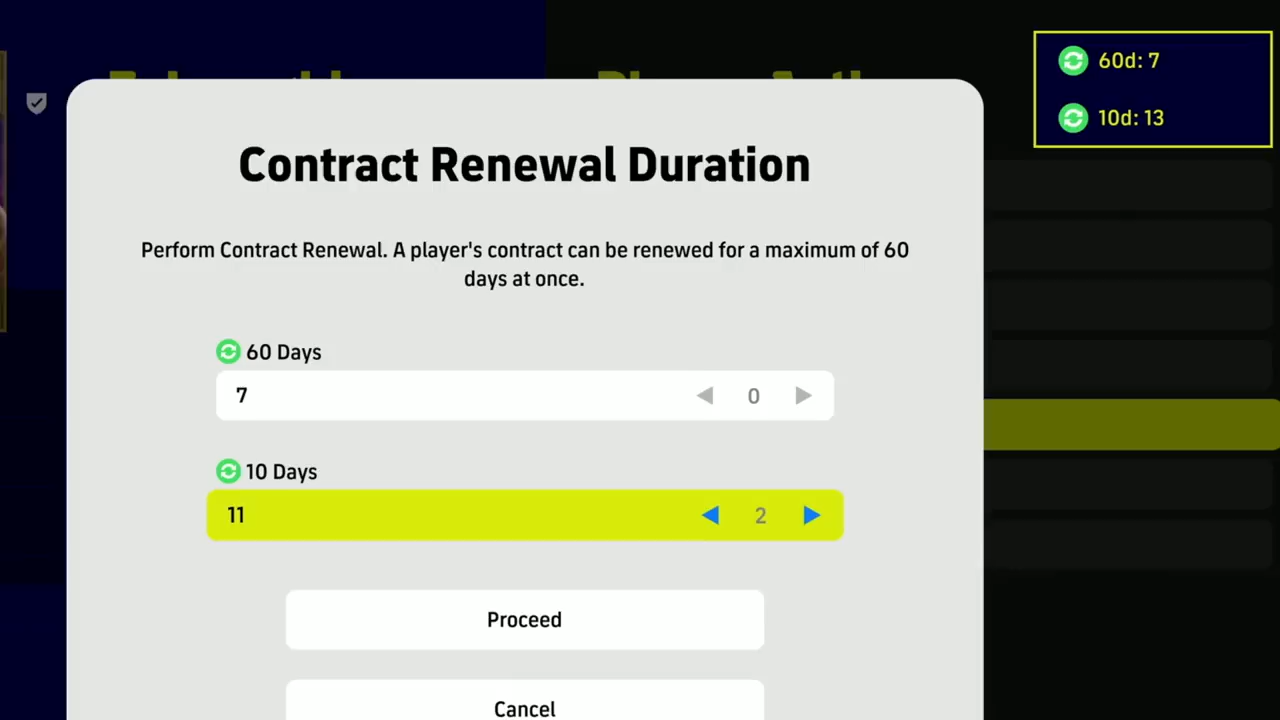 60d: 7
10d: 13
Contract Renewal Duration
Perform Contract Renewal. A player's contract can be renewed for a maximum of 60
days at once.
60 Days
7 0
10 Days
11 2
Proceed
Cancel